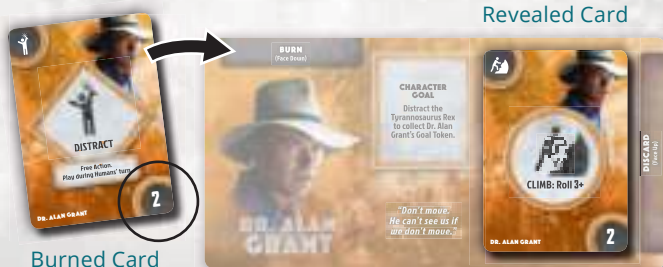 Revealed Card
DISTRACT
Free Action.
Play during Humans' turn.
DR. ALAN GRANT
2
Burned Card
BURN
(Face Down)
CHARACTER
GOAL
Distract the
Tyrannosaurus Rex
to collect Dr. Alan
Grant's Goal Token.
DR. ALAN
GRANT
"Don't move.
He can't see us if
we don't move."
CLIMB: Roll 3+
DR. ALAN GRANT
2
DISCARD
(Face Up)